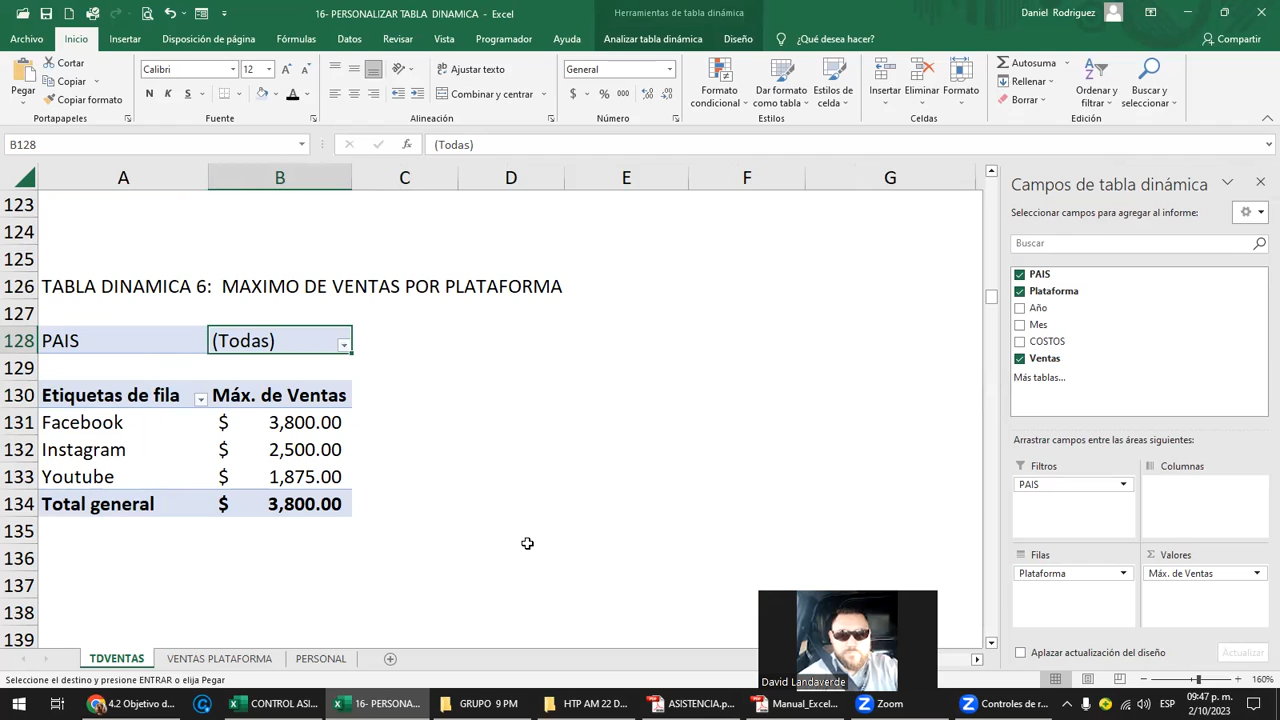 16- PERSONALIZAR TABLA DINAMICA - Excel
Herramientas de tabla dinámica
Daniel Rodriguez
Archivo Inicio Insertar Disposición de página Fórmulas Datos Revisar Vista Programador Ayuda Analizar tabla dinámica Diseño ¿Qué desea hacer? Compartir
Pegar
Cortar
Copiar
Copiar formato
Portapapeles
Calibri 12
N K S
Fuente
Ajustar texto
Combinar y centrar
Alineación
General
$ % 000
Número
Formato condicional
Dar formato como tabla
Estilos de celda
Estilos
Insertar Eliminar Formato
Celdas
Autosuma
Rellenar
Borrar
Ordenar y filtrar
Buscar y seleccionar
Edición
B128 fx (Todas)
A B C D E F G
123
124
125
126 TABLA DINAMICA 6: MAXIMO DE VENTAS POR PLATAFORMA
127
128 PAIS (Todas)
129
130 Etiquetas de fila Máx. de Ventas
131 Facebook $ 3,800.00
132 Instagram $ 2,500.00
133 Youtube $ 1,875.00
134 Total general $ 3,800.00
135
136
137
138
139
Campos de tabla dinámica
Seleccionar campos para agregar al informe:
Buscar
PAIS
Plataforma
Año
Mes
COSTOS
Ventas
Más tablas...
Arrastrar campos entre las áreas siguientes:
Filtros Columnas
PAIS
Filas Σ Valores
Plataforma Máx. de Ventas
Aplazar actualización del diseño Actualizar
David Landaverde
TDVENTAS VENTAS PLATAFORMA PERSONAL
Seleccione el destino y presione ENTRAR o elija Pegar
160%
4.2 Objetivo d...
CONTROL ASI...
16- PERSONA...
GRUPO 9 PM
HTP AM 22 D...
ASISTENCIA.p...
Manual_Exce...
Zoom
Controles de r...
ESP
09:47 p. m.
2/10/2023